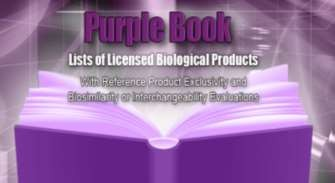 Purple Book
Lists of Licensed Biological Products
With Reference Product Exclusivity and
Biosimilarity or Interchangeability Evaluations